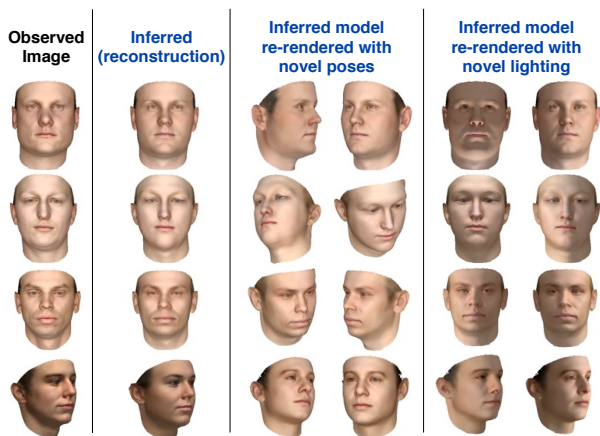 Observed
Image
Inferred
(reconstruction)
Inferred model
re-rendered with
novel poses
Inferred model
re-rendered with
novel lighting